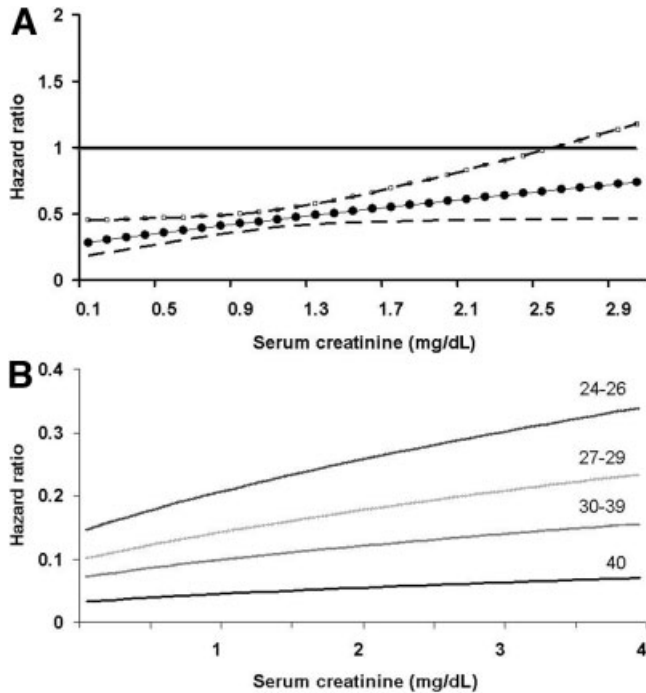 A
2
1.5
1
0.5
0
Hazard ratio
0.1 0.5 0.9 1.3 1.7 2.1 2.5 2.9
Serum creatinine (mg/dL)
B
0.4
0.3
0.2
0.1
0
Hazard ratio
24-26
27-29
30-39
40
1 2 3 4
Serum creatinine (mg/dL)